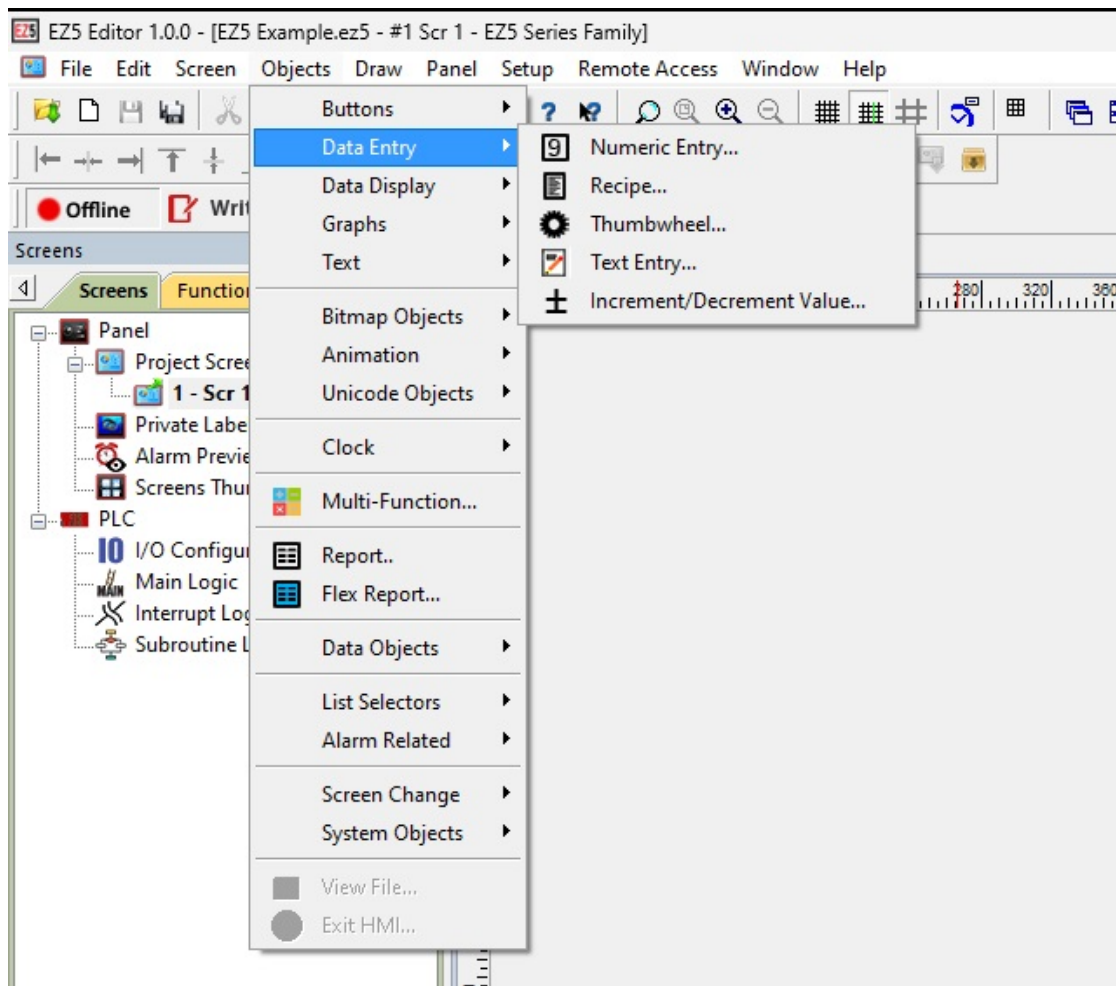 EZ5 Editor 1.0.0 - [EZ5 Example.ez5 - #1 Scr 1 - EZ5 Series Family]
File Edit Screen Objects Draw Panel Setup Remote Access Window Help
Offline
Screens
Screens
Panel
1 - Scr 1
PLC
Main Logic
Buttons
Data Entry
Data Display
Graphs
Text
Bitmap Objects
Animation
Unicode Objects
Clock
Multi-Function...
Report..
Flex Report...
Data Objects
List Selectors
Alarm Related
Screen Change
System Objects
View File...
Exit HMI...
Numeric Entry...
Recipe...
Thumbwheel...
Text Entry...
Increment/Decrement Value...
280 320 360